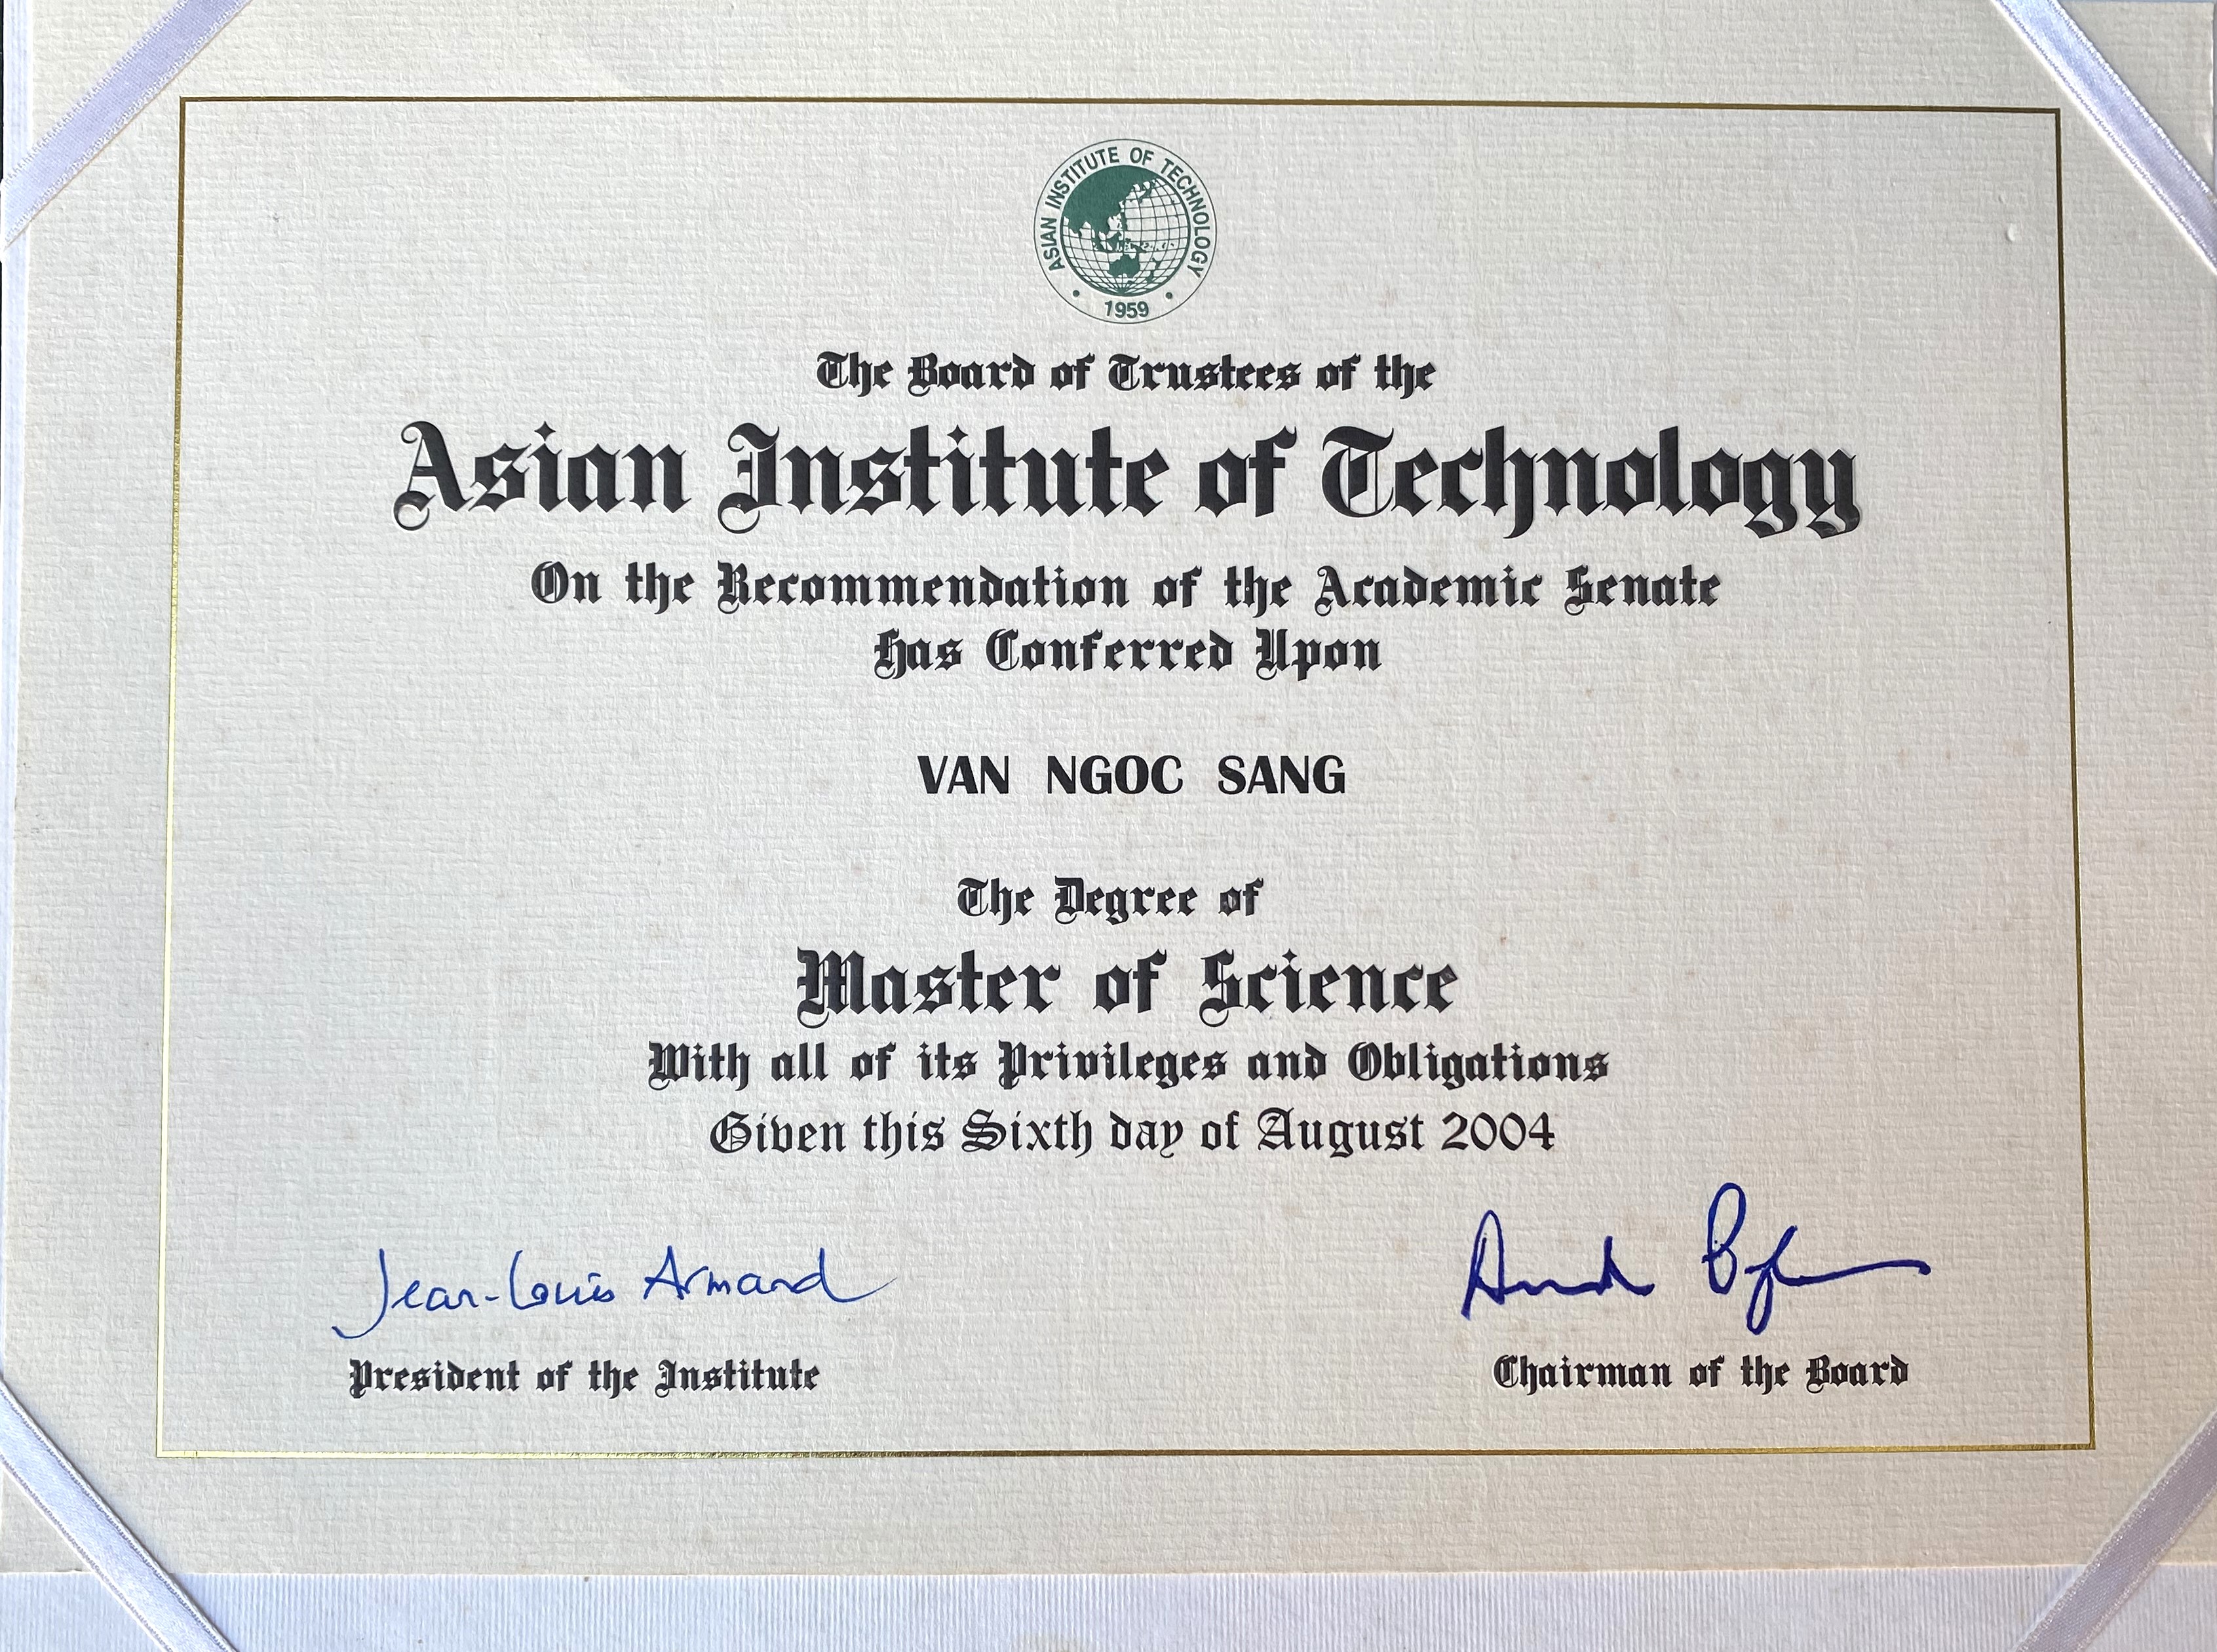 ASIAN INSTITUTE OF TECHNOLOGY
• 1959 •
The Board of Trustees of the
Asian Institute of Technology
On the Recommendation of the Academic Senate
Has Conferred Upon
VAN NGOC SANG
The Degree of
Master of Science
With all of its Privileges and Obligations
Given this Sixth day of August 2004
Jean-Louis Armand
President of the Institute
Chairman of the Board